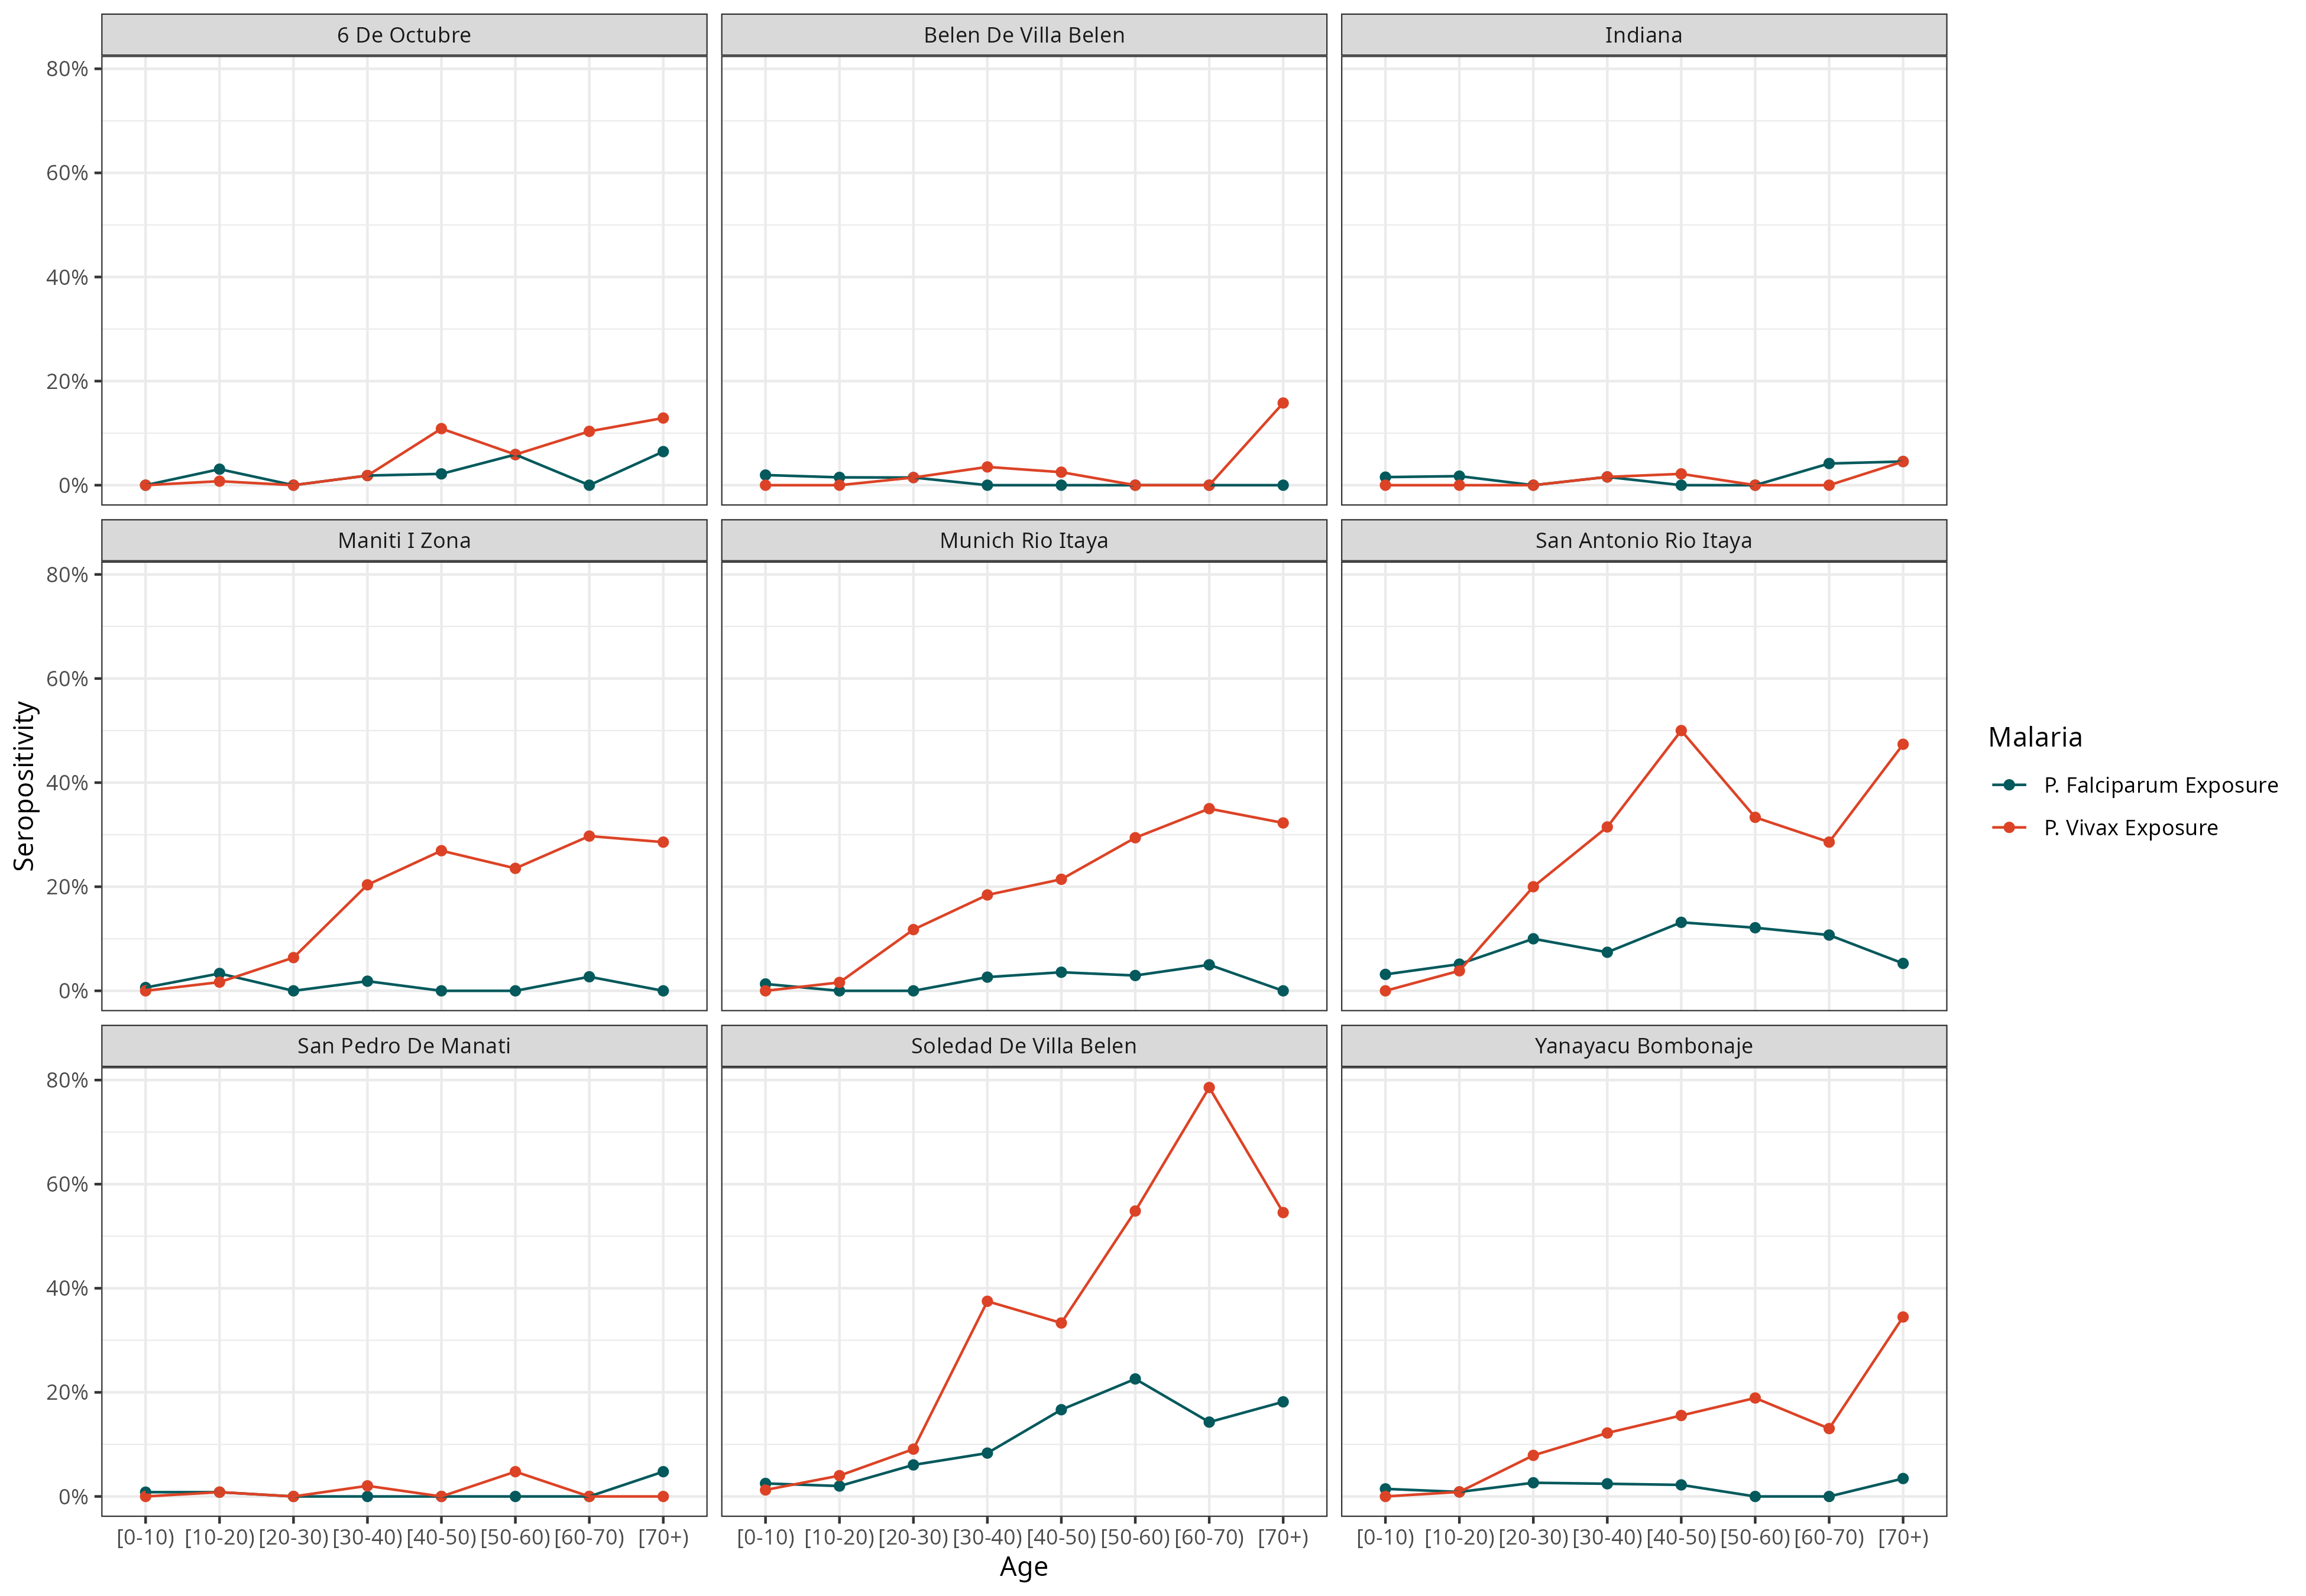 6 De Octubre
Belen De Villa Belen
Indiana
80%
60%
40%
20%
0%
Maniti I Zona
Munich Rio Itaya
San Antonio Rio Itaya
80%
60%
40%
20%
0%
San Pedro De Manati
Soledad De Villa Belen
Yanayacu Bombonaje
80%
60%
40%
20%
0%
[0-10) [10-20) [20-30) [30-40) [40-50) [50-60) [60-70) [70+)
[0-10) [10-20) [20-30) [30-40) [40-50) [50-60) [60-70) [70+)
[0-10) [10-20) [20-30) [30-40) [40-50) [50-60) [60-70) [70+)
Age
Seropositivity
Malaria
P. Falciparum Exposure
P. Vivax Exposure